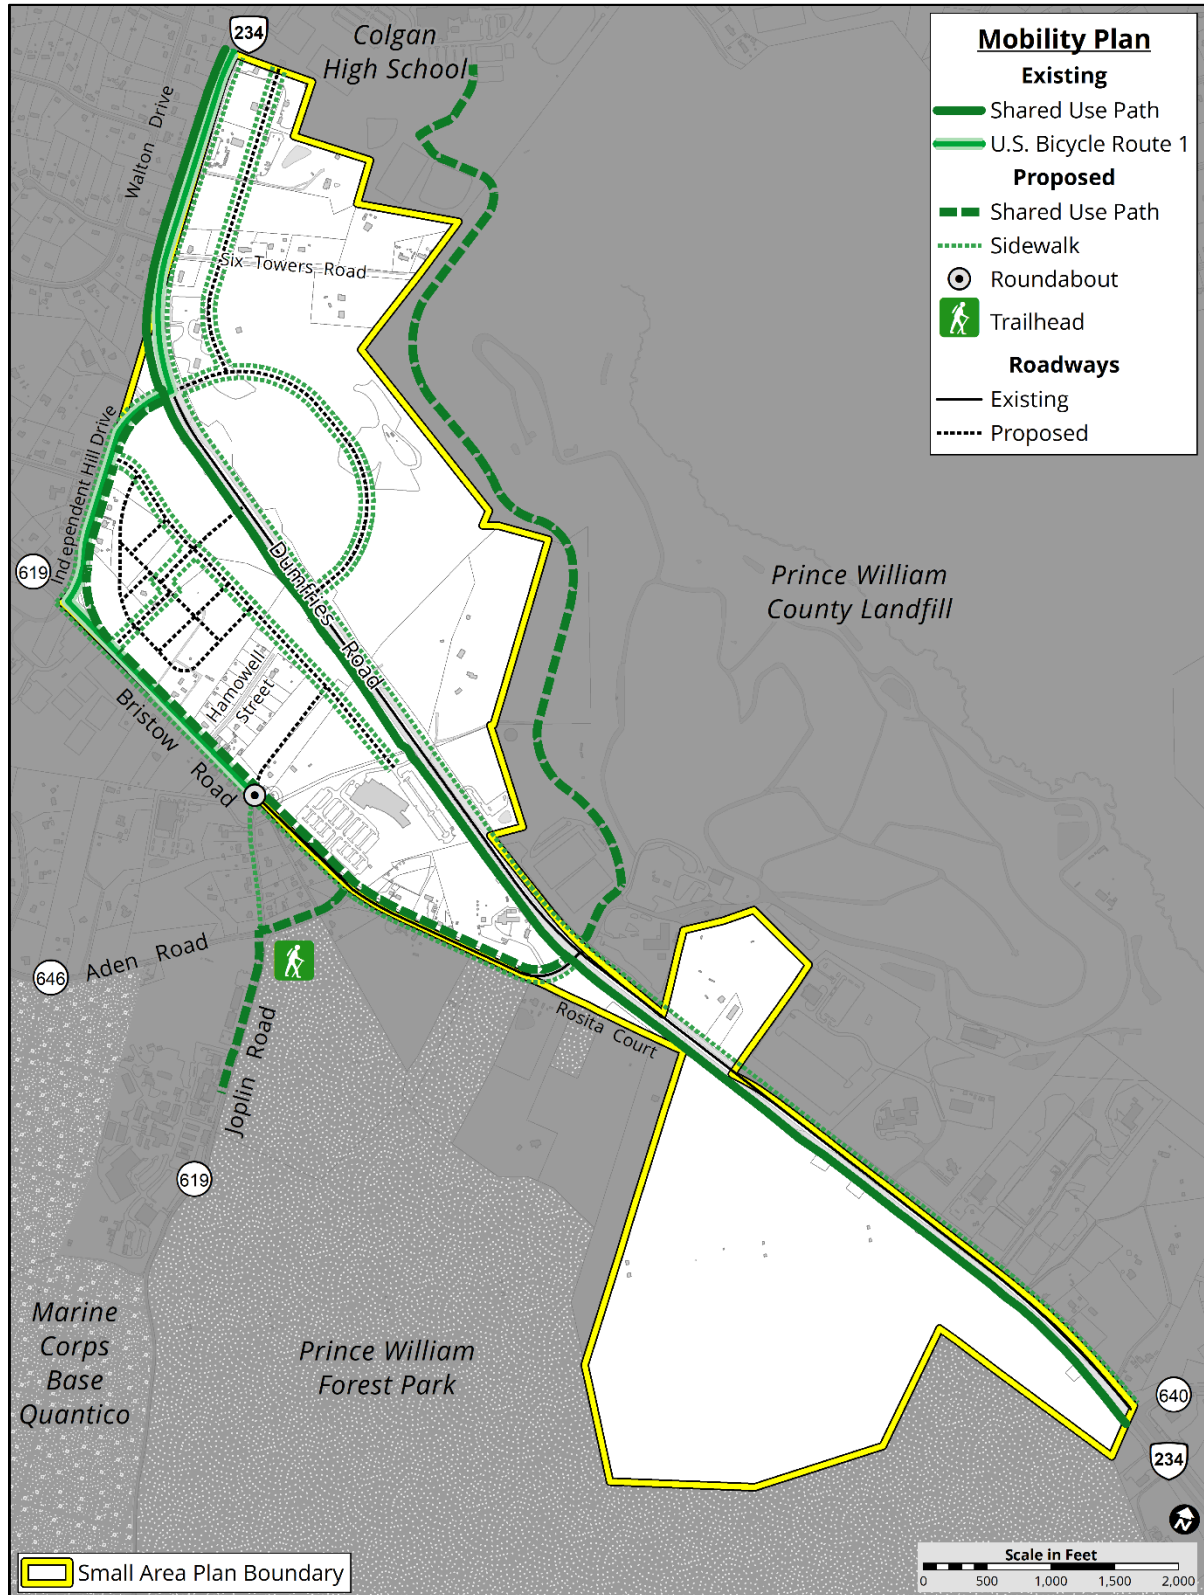 234
Colgan
High School
Mobility Plan
Existing
Shared Use Path
U.S. Bicycle Route 1
Proposed
Shared Use Path
Sidewalk
Roundabout
Trailhead
Roadways
Existing
Proposed
Walton Drive
Six Towers Road
Independent Hill Drive
619
Dumfries Road
Prince William
County Landfill
Hamowell
Street
Bristow Road
646
Aden Road
Joplin Road
Rosita Court
619
Marine
Corps
Base
Quantico
Prince William
Forest Park
640
234
N
Small Area Plan Boundary
Scale in Feet
0 500 1,000 1,500 2,000